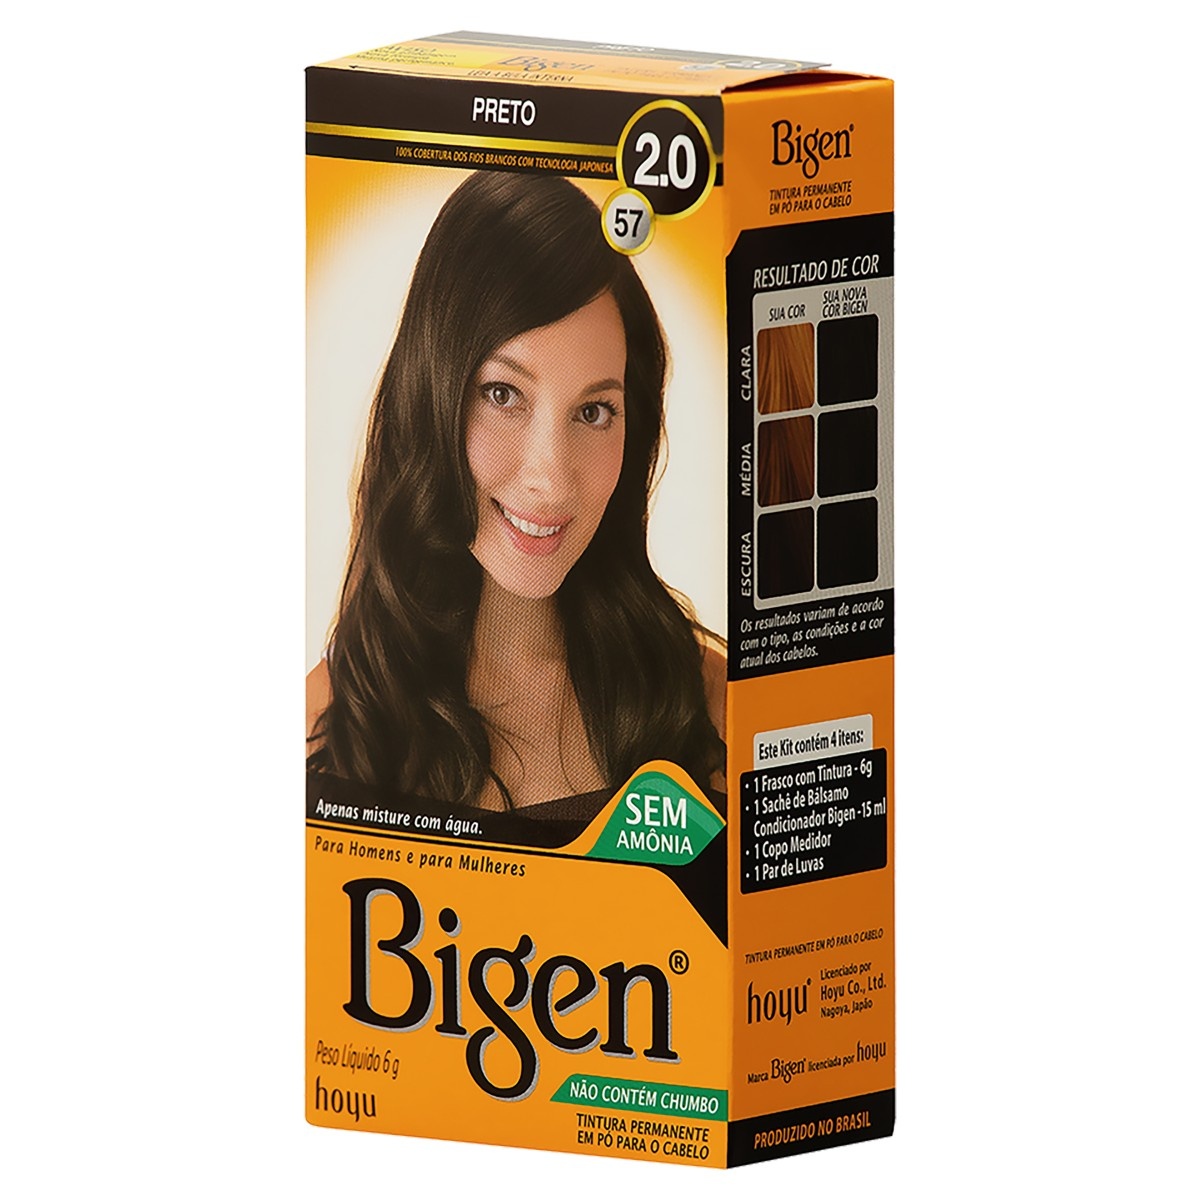 Bigen
2.0
LEIA A BULA INTERNA
PRETO
100% COBERTURA DOS FIOS BRANCOS COM TECNOLOGIA JAPONESA
2.0
57
Apenas misture com água.
SEM
AMÔNIA
Para Homens e para Mulheres
Bigen®
Peso Líquido 6 g
hoyu
NÃO CONTÉM CHUMBO
TINTURA PERMANENTE
EM PÓ PARA O CABELO
Bigen®
TINTURA PERMANENTE
EM PÓ PARA O CABELO
RESULTADO DE COR
SUA COR
SUA NOVA
COR BIGEN
CLARA
MÉDIA
ESCURA
Os resultados variam de acordo
com o tipo, as condições e a cor
atual dos cabelos.
Este Kit contém 4 itens:
· 1 Frasco com Tintura - 6g
· 1 Sachê de Bálsamo
Condicionador Bigen -15 ml
· 1 Copo Medidor
· 1 Par de Luvas
TINTURA PERMANENTE EM PÓ PARA O CABELO
hoyu®
Licenciado por
Hoyu Co., Ltd.
Nagoya, Japão
Marca Bigen® licenciada por hoyu
PRODUZIDO NO BRASIL